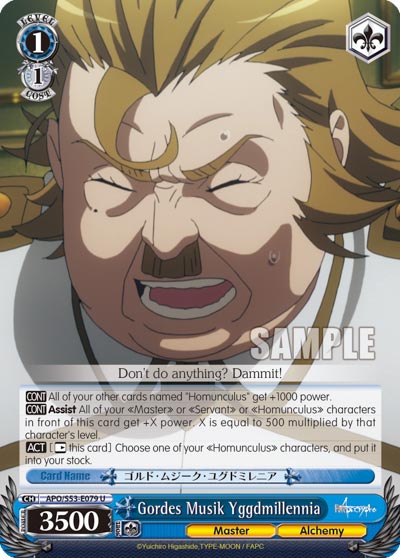 LEVEL
1
1
COST
SAMPLE
Don't do anything? Dammit!
CONT All of your other cards named "Homunculus" get +1000 power.
CONT Assist All of your «Master» or «Servant» or «Homunculus» characters
in front of this card get +X power. X is equal to 500 multiplied by that
character's level.
ACT [this card] Choose one of your «Homunculus» characters, and put it
into your stock.
Card Name ゴルド・ムジーク・ユグドミレニア
CH APO/S53-E079 U
POWER 3500 Gordes Musik Yggdmillennia Fate Apocrypha
Master Alchemy
©Yuichiro Higashide,TYPE-MOON / FAPC